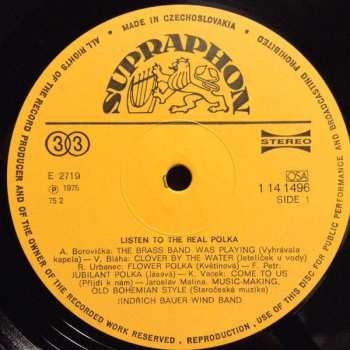 MADE IN CZECHOSLOVAKIA
ALL RIGHTS OF THE RECORD PRODUCER AND OF THE OWNER OF THE RECORDED WORK RESERVED. REPRODUCTION, USE OF THIS DISC FOR PUBLIC PERFORMANCE AND BROADCASTING PROHIBITED
SUPRAPHON
33
STEREO
E 2719
Ⓟ 1975
75 2
OSA
1 14 1496
SIDE 1
LISTEN TO THE REAL POLKA
A. Borovička: THE BRASS BAND WAS PLAYING (Vyhrávala
kapela) — V. Bláha: CLOVER BY THE WATER (Jeteliček u vody)
R. Urbanec: FLOWER POLKA (Květinová) — F. Petr:
JUBILANT POLKA (Jásavá) — K. Vacek: COME TO US
(Přijdi k nám) — Jaroslav Malina: MUSIC-MAKING,
OLD BOHEMIAN STYLE (Staročeská muzika)
JINDRICH BAUER WIND BAND